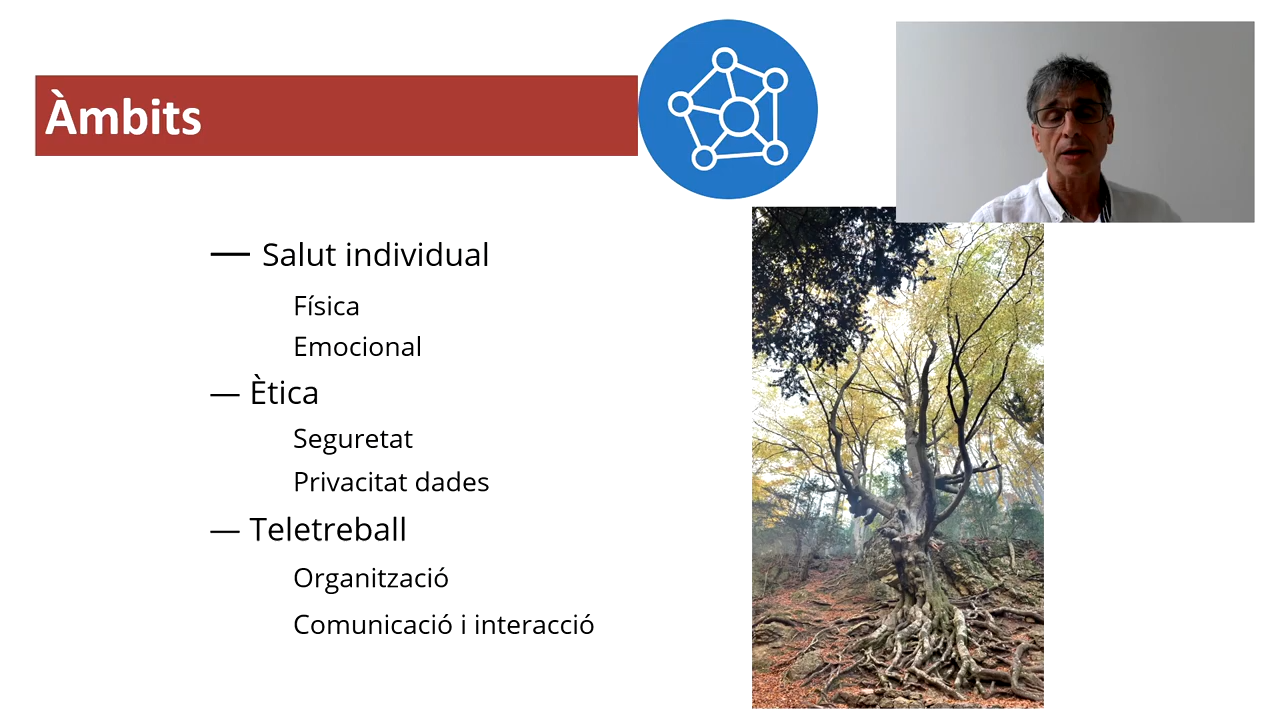 Àmbits
— Salut individual
Física
Emocional
— Ètica
Seguretat
Privacitat dades
— Teletreball
Organització
Comunicació i interacció